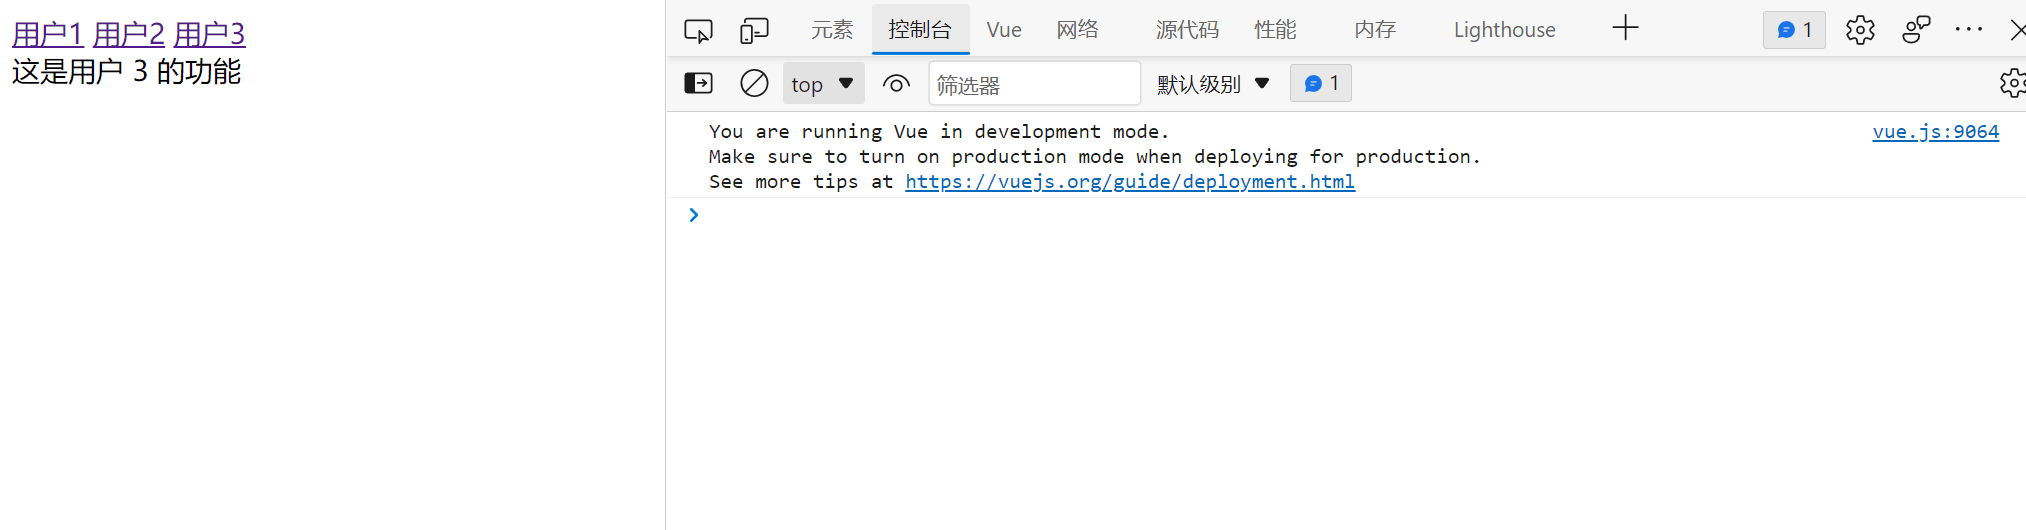 用户1 用户2 用户3
这是用户 3 的功能
元素 控制台 Vue 网络 源代码 性能 内存 Lighthouse 1
top 筛选器 默认级别 1
You are running Vue in development mode. vue.js:9064
Make sure to turn on production mode when deploying for production.
See more tips at https://vuejs.org/guide/deployment.html